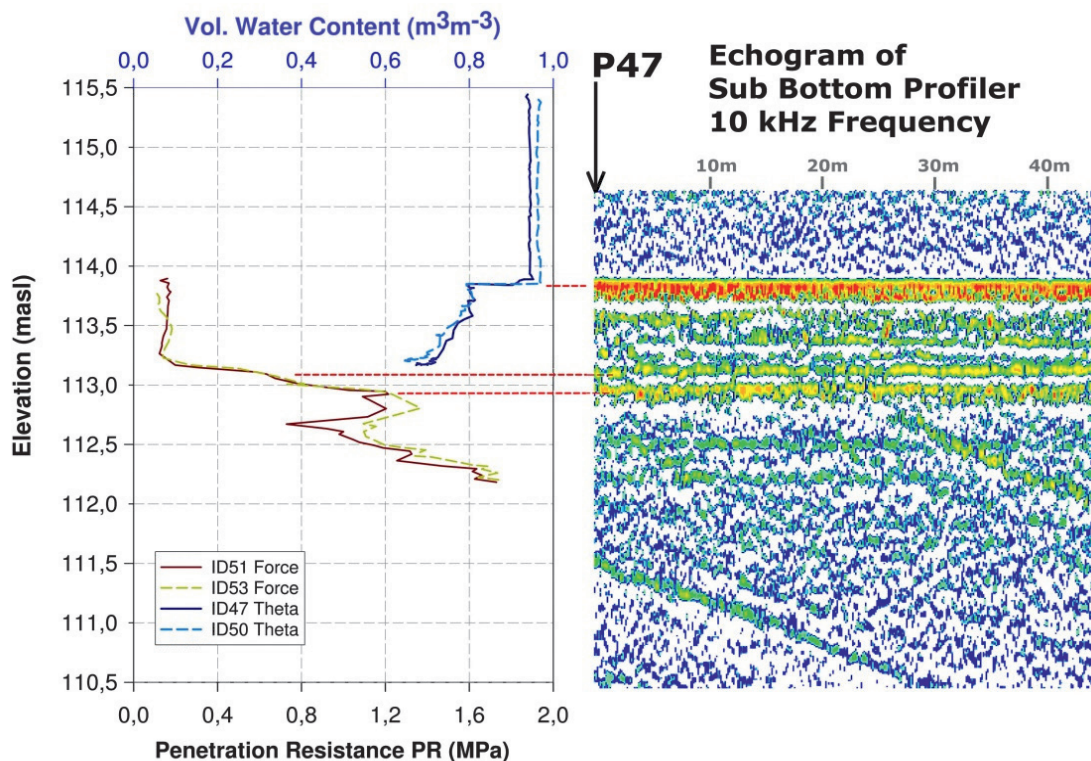 Vol. Water Content (m³m⁻³)
0,0 0,2 0,4 0,6 0,8 1,0
P47
Echogram of
Sub Bottom Profiler
10 kHz Frequency
10m 20m 30m 40m
Elevation (masl)
115,5
115,0
114,5
114,0
113,5
113,0
112,5
112,0
111,5
111,0
110,5
ID51 Force
ID53 Force
ID47 Theta
ID50 Theta
0,0 0,4 0,8 1,2 1,6 2,0
Penetration Resistance PR (MPa)